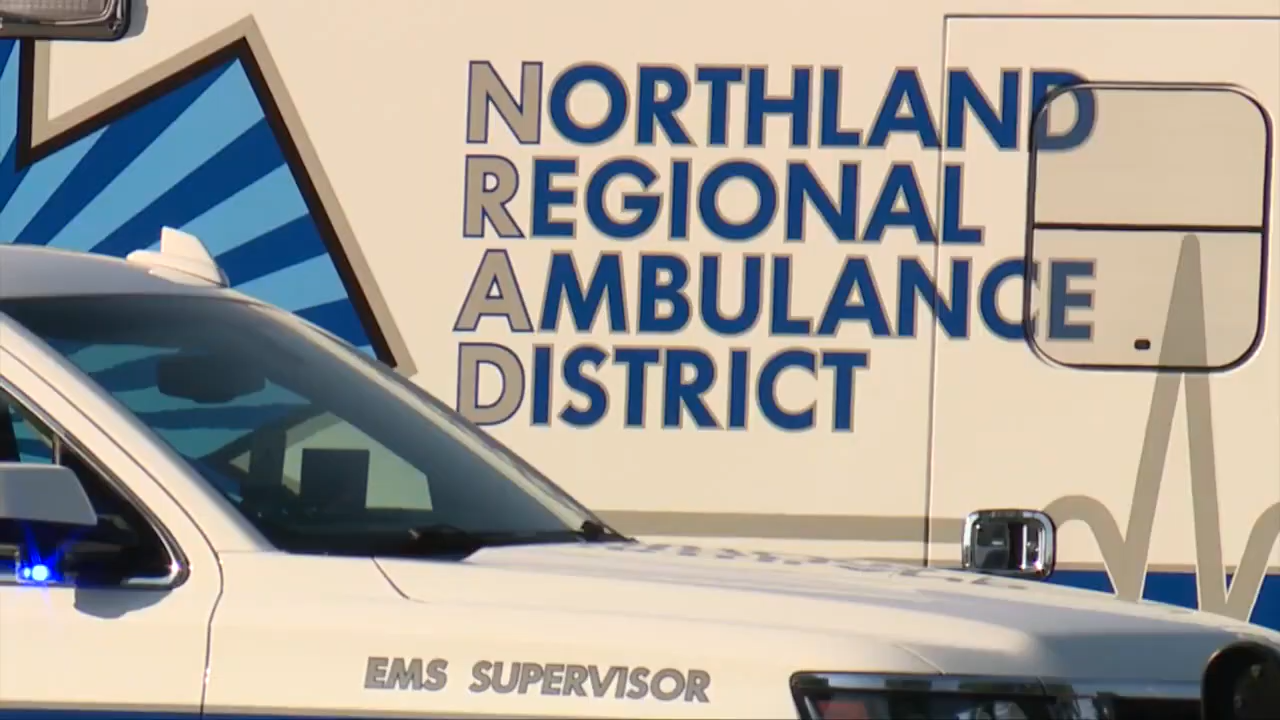 NORTHLAND
REGIONAL
AMBULANCE
DISTRICT
EMS SUPERVISOR